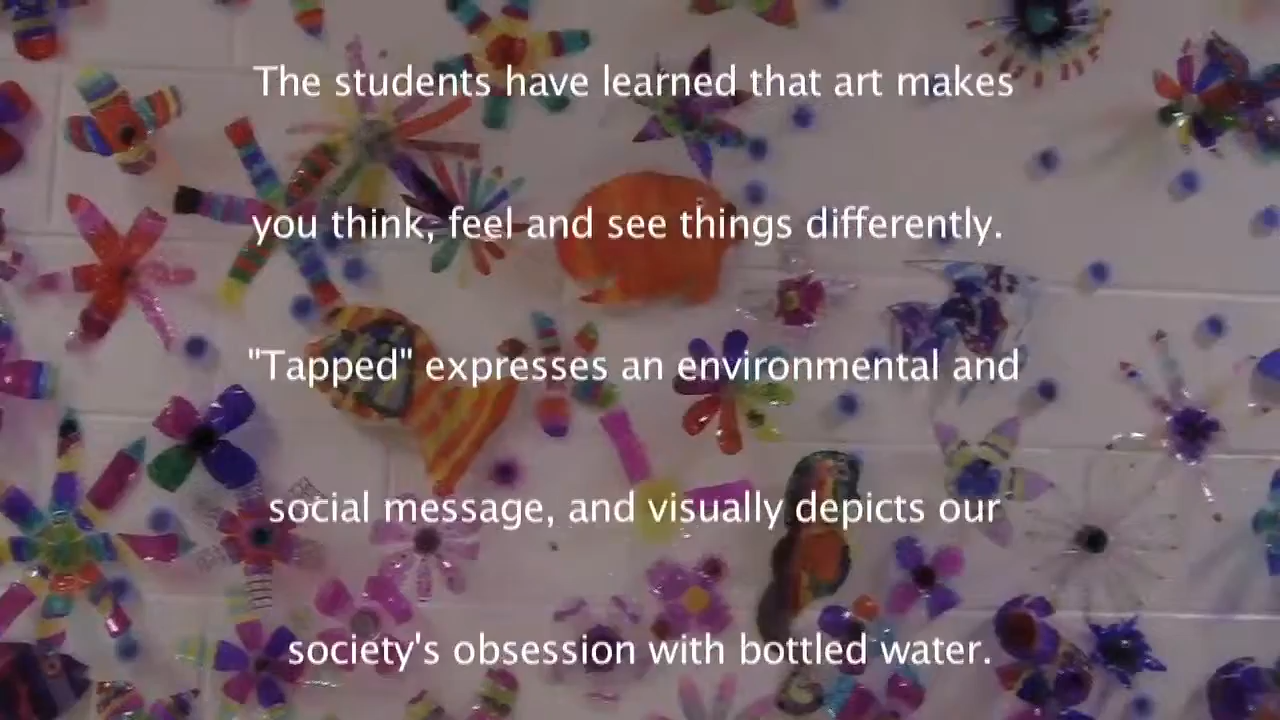 The students have learned that art makes
you think, feel and see things differently.
"Tapped" expresses an environmental and
social message, and visually depicts our
society's obsession with bottled water.